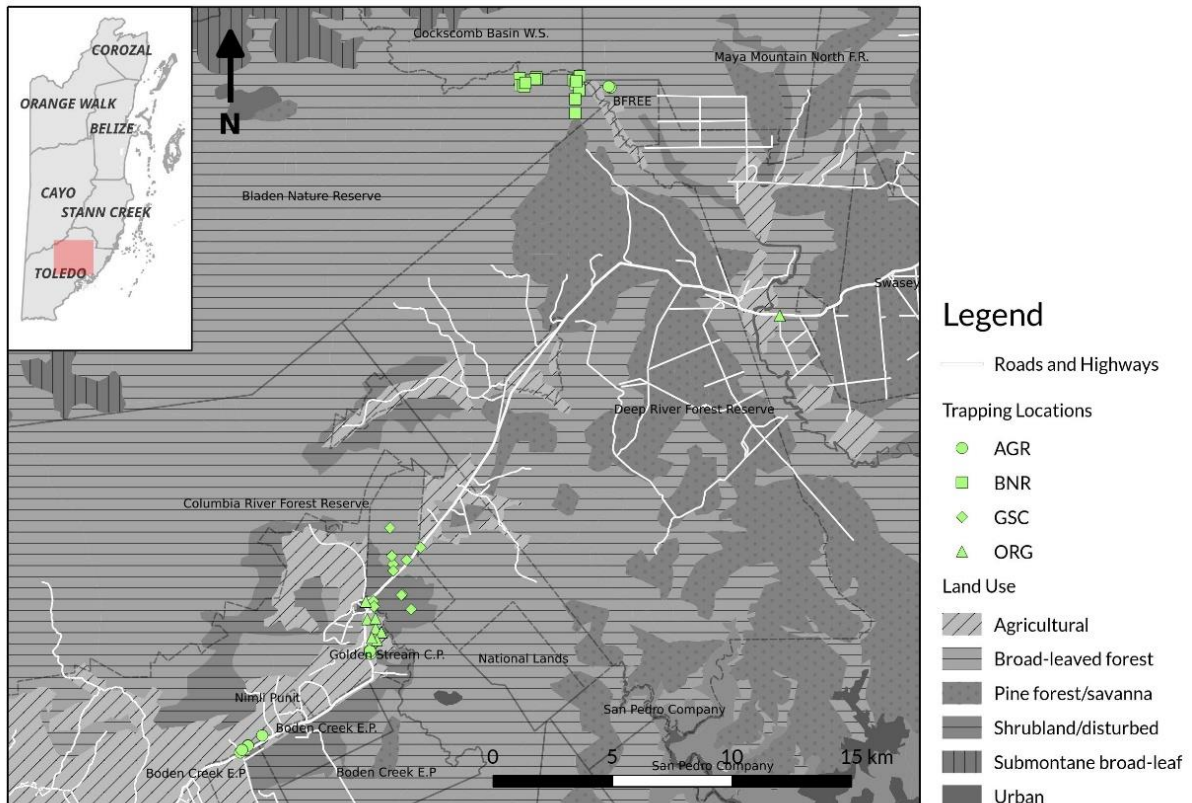 COROZAL
ORANGE WALK
BELIZE
CAYO
STANN CREEK
TOLEDO
N
Cockscomb Basin W.S.
Maya Mountain North F.R.
BFREE
Bladen Nature Reserve
Swasey
Deep River Forest Reserve
Columbia River Forest Reserve
Golden Stream C.P.
National Lands
Nimli Punit
San Pedro Company
Boden Creek E.P.
Boden Creek E.P
Boden Creek E.P
San Pedro Company
0 5 10 15 km
Legend
Roads and Highways
Trapping Locations
AGR
BNR
GSC
ORG
Land Use
Agricultural
Broad-leaved forest
Pine forest/savanna
Shrubland/disturbed
Submontane broad-leaf
Urban